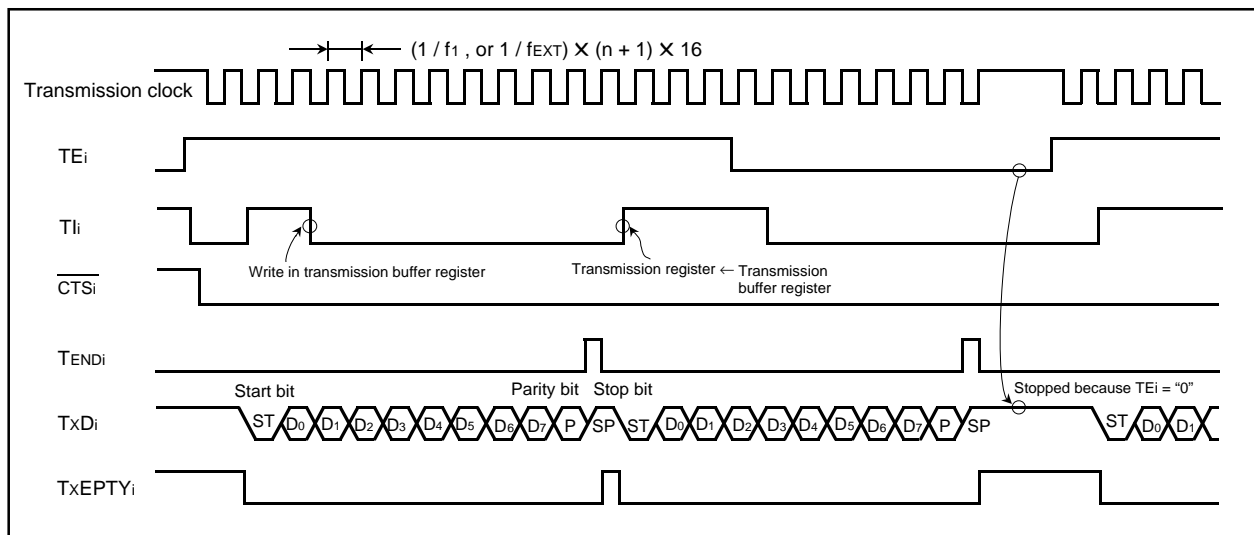 (1 / f1 , or 1 / fEXT) × (n + 1) × 16
Transmission clock
TEi
TIi
Write in transmission buffer register
Transmission register ← Transmission
buffer register
CTSi
TENDi
Start bit
Parity bit
Stop bit
Stopped because TEi = “0”
TXDi
ST D0 D1 D2 D3 D4 D5 D6 D7 P SP ST D0 D1 D2 D3 D4 D5 D6 D7 P SP ST D0 D1
TXEPTYi